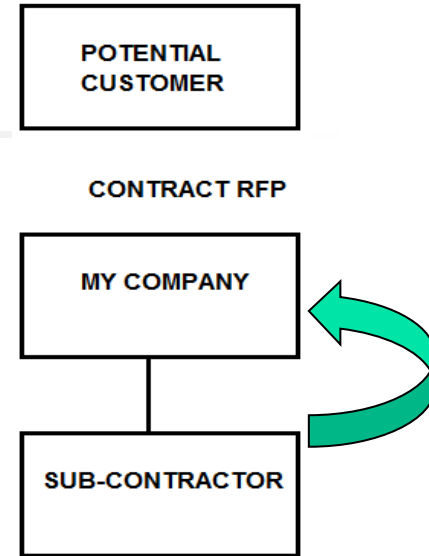 POTENTIAL
CUSTOMER
CONTRACT RFP
MY COMPANY
SUB-CONTRACTOR